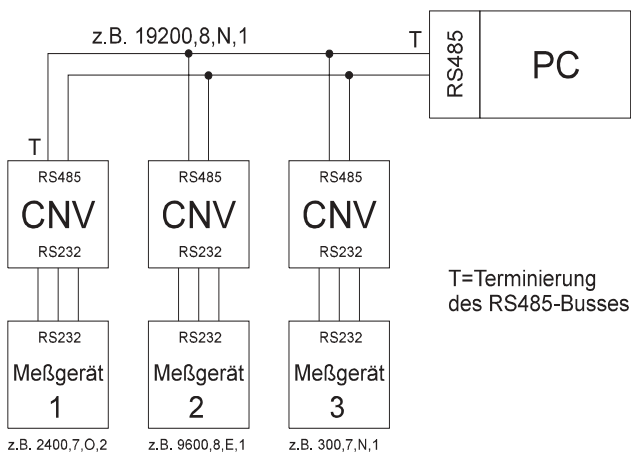 z.B. 19200,8,N,1
T
RS485
PC
T
RS485
CNV
RS232
RS485
CNV
RS232
RS485
CNV
RS232
T=Terminierung
des RS485-Busses
RS232
Meßgerät
1
RS232
Meßgerät
2
RS232
Meßgerät
3
z.B. 2400,7,O,2
z.B. 9600,8,E,1
z.B. 300,7,N,1